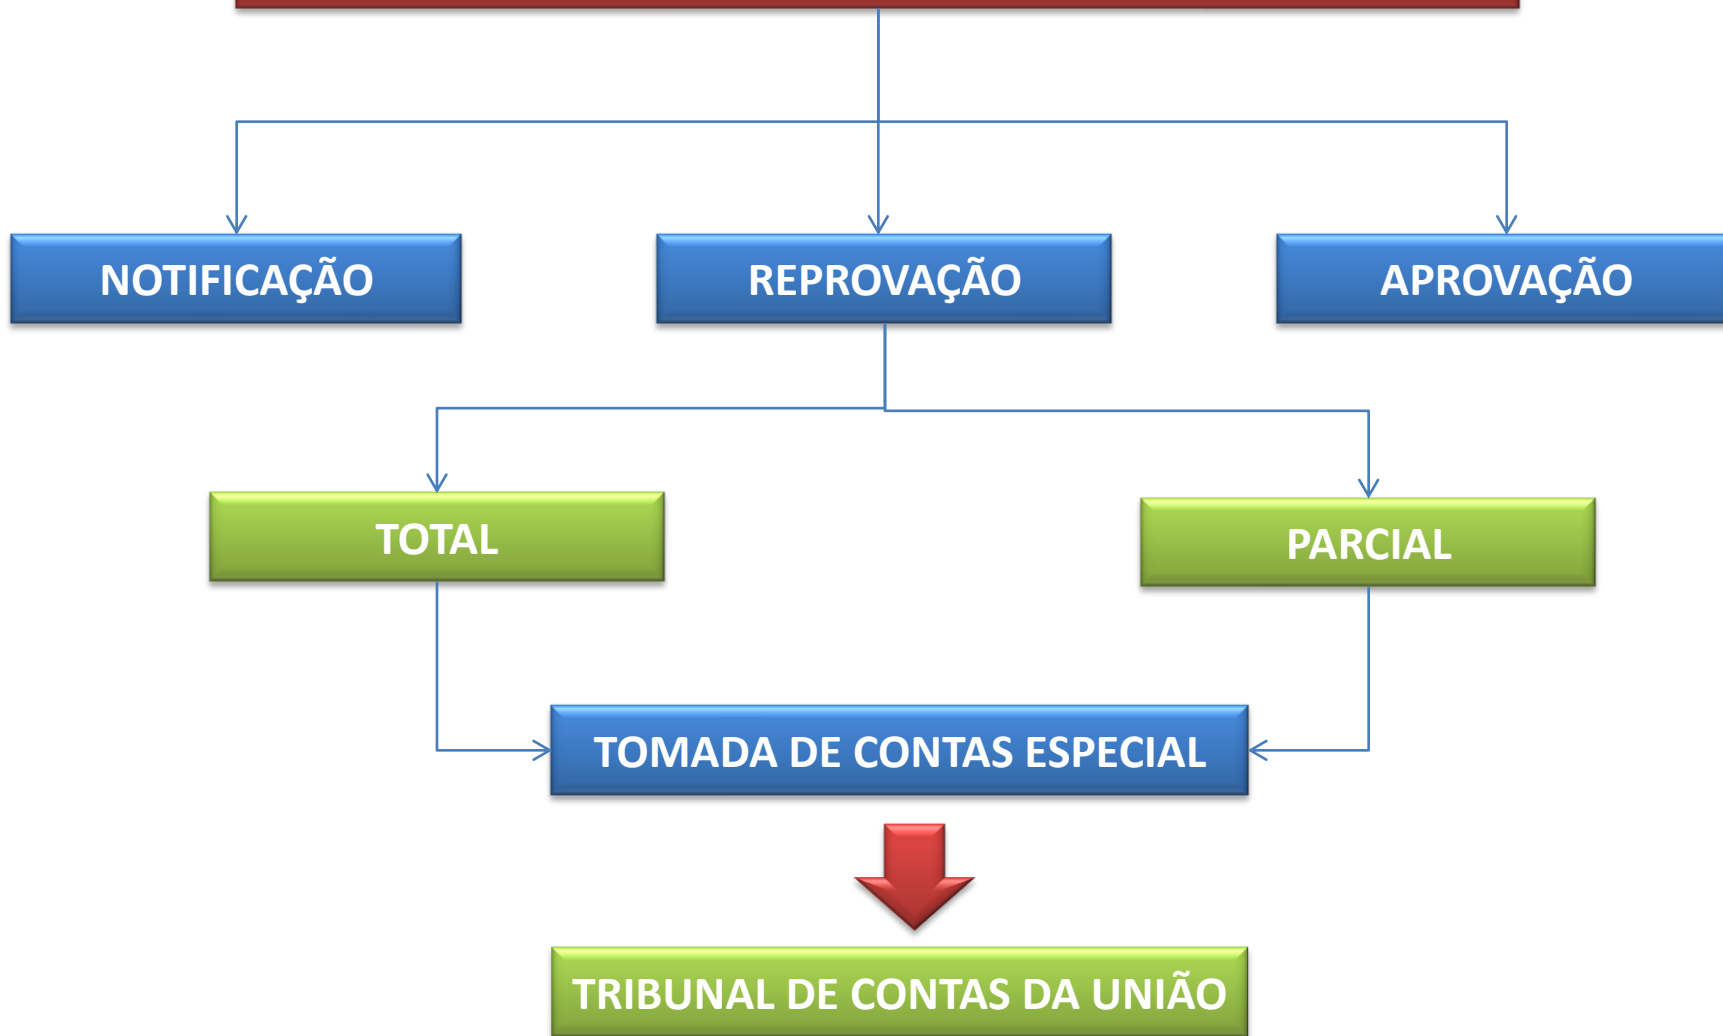 NOTIFICAÇÃO
REPROVAÇÃO
APROVAÇÃO
TOTAL
PARCIAL
TOMADA DE CONTAS ESPECIAL
TRIBUNAL DE CONTAS DA UNIÃO